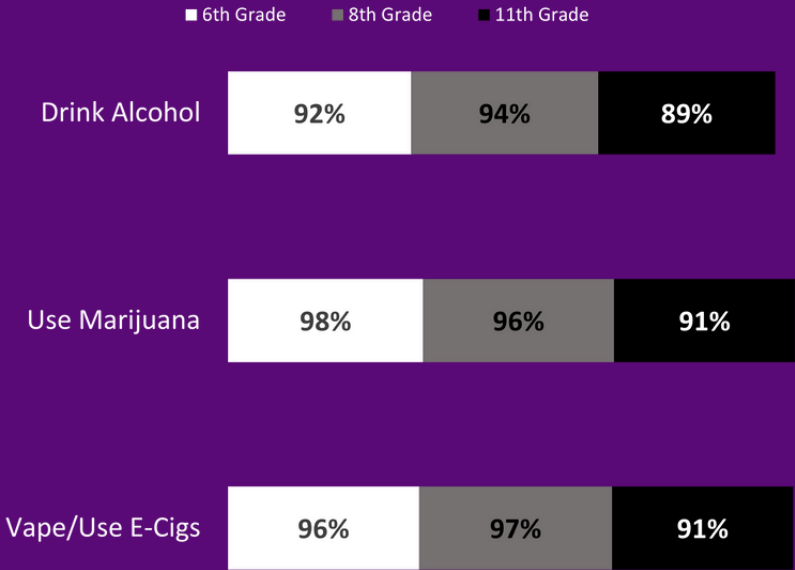 6th Grade 8th Grade 11th Grade
Drink Alcohol 92% 94% 89%
Use Marijuana 98% 96% 91%
Vape/Use E-Cigs 96% 97% 91%